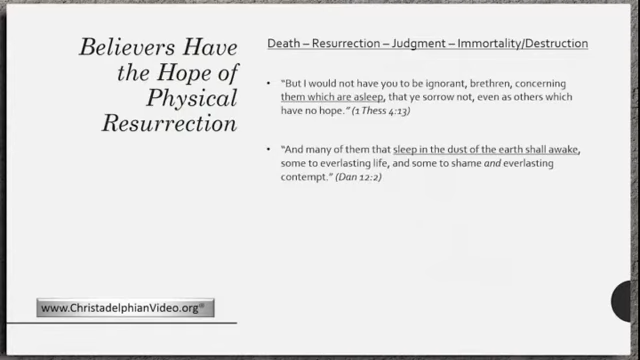 Believers Have
the Hope of
Physical
Resurrection
Death – Resurrection – Judgment – Immortality/Destruction
• “But I would not have you to be ignorant, brethren, concerning
them which are asleep, that ye sorrow not, even as others which
have no hope.” (1 Thess 4:13)
• “And many of them that sleep in the dust of the earth shall awake,
some to everlasting life, and some to shame and everlasting
contempt.” (Dan 12:2)
www.ChristadelphianVideo.org®